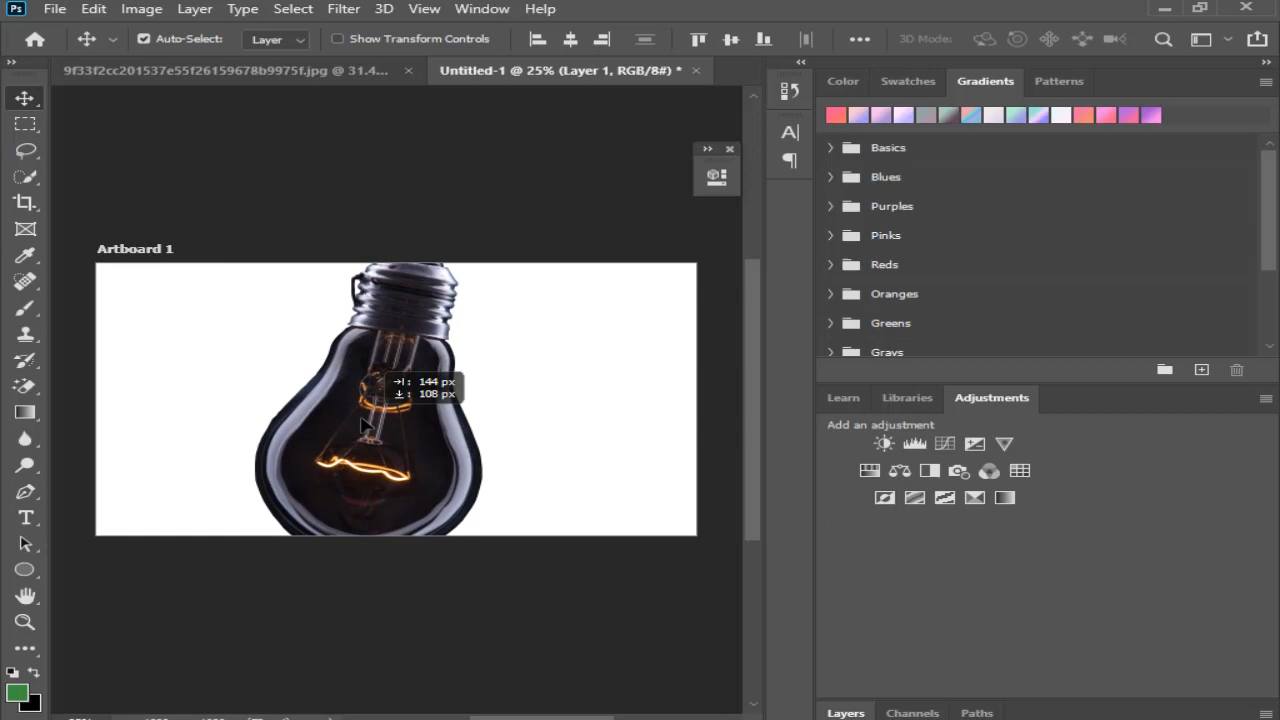 Ps File Edit Image Layer Type Select Filter 3D View Window Help
Auto-Select: Layer Show Transform Controls 3D Mode:
9f33f2cc201537e55f26159678b9975f.jpg @ 31.4... × Untitled-1 @ 25% (Layer 1, RGB/8#) * ×
Color Swatches Gradients Patterns
Basics
Blues
Purples
Pinks
Reds
Oranges
Greens
Grays
Artboard 1
144 px
108 px
Learn Libraries Adjustments
Add an adjustment
Layers Channels Paths